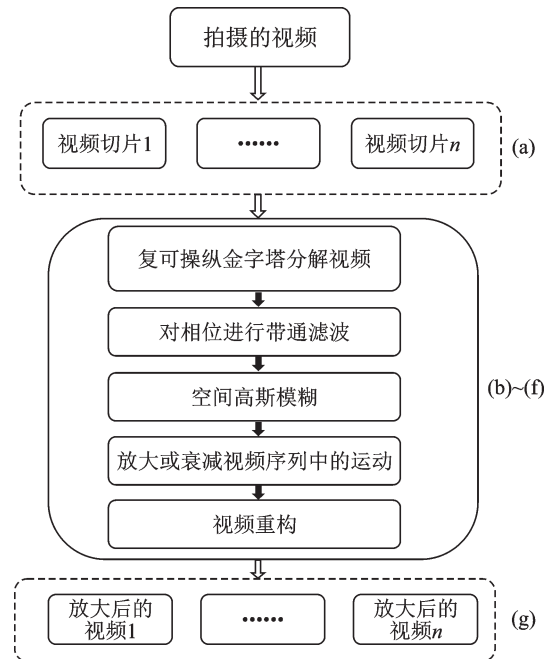 拍摄的视频
视频切片1
……
视频切片n
(a)
复可操纵金字塔分解视频
对相位进行带通滤波
空间高斯模糊
放大或衰减视频序列中的运动
视频重构
(b)~(f)
放大后的
视频1
……
放大后的
视频n
(g)